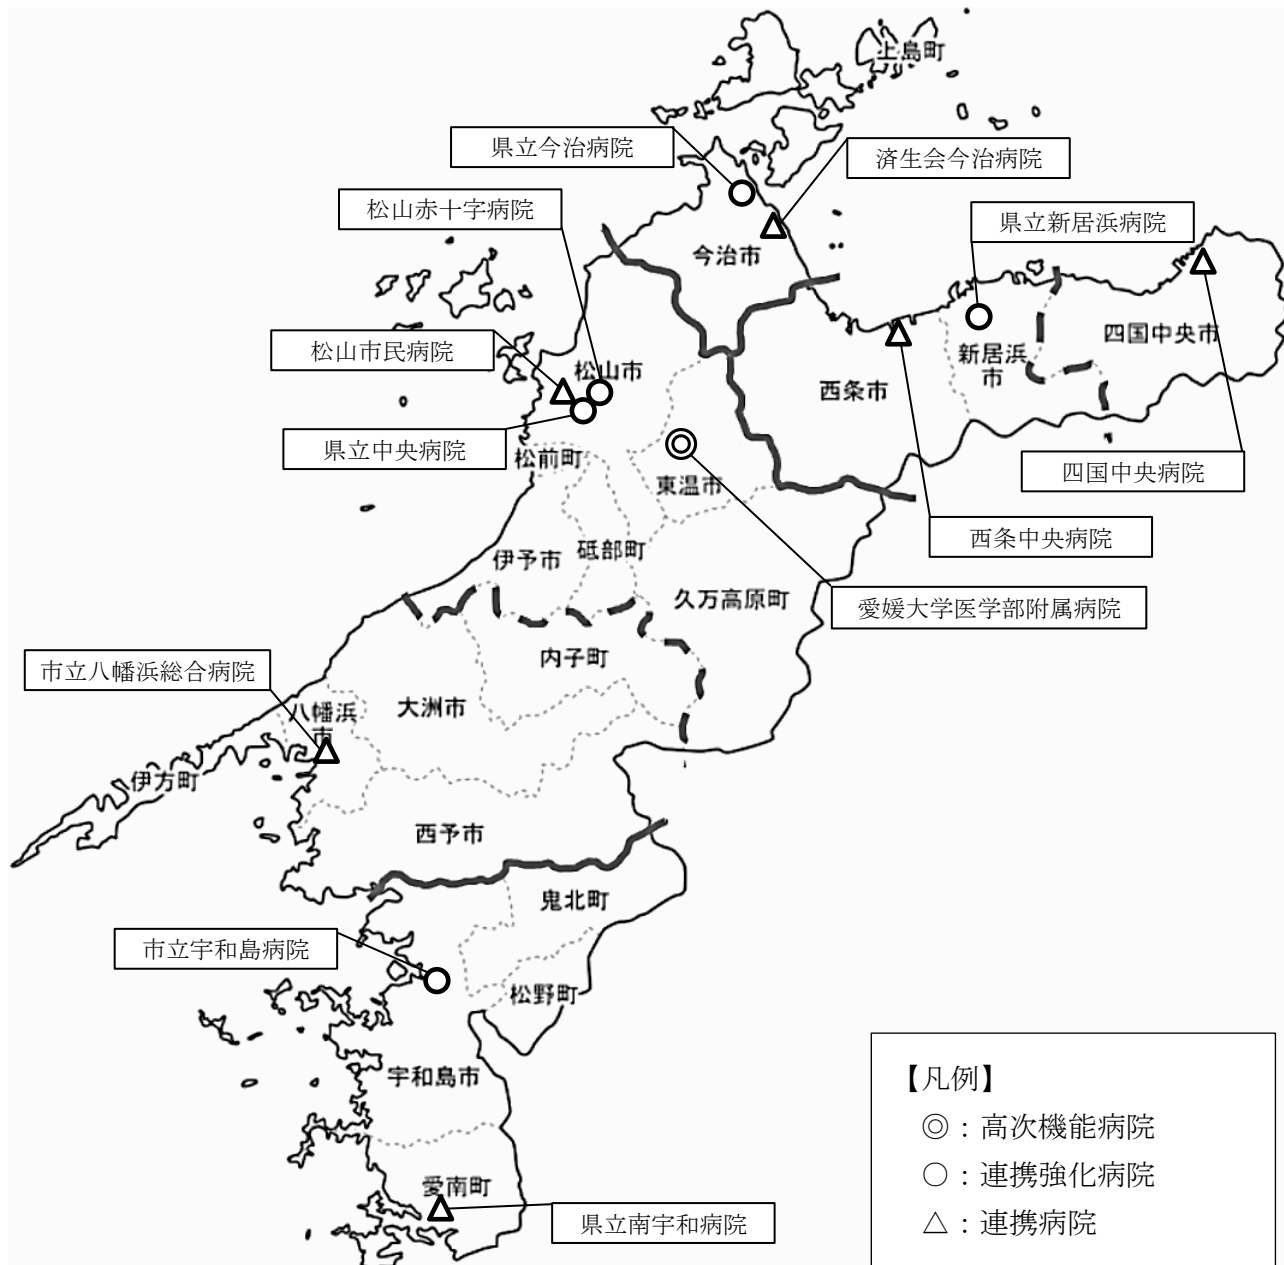 上島町
県立今治病院
済生会今治病院
松山赤十字病院
県立新居浜病院
今治市
松山市民病院
松山市
四国中央市
新居浜
市
西条市
県立中央病院
松前町
四国中央病院
東温市
西条中央病院
伊予市
砥部町
久万高原町
愛媛大学医学部附属病院
市立八幡浜総合病院
内子町
八幡浜
市
大洲市
伊方町
西予市
鬼北町
市立宇和島病院
松野町
宇和島市
愛南町
県立南宇和病院
【凡例】
◎：高次機能病院
○：連携強化病院
△：連携病院